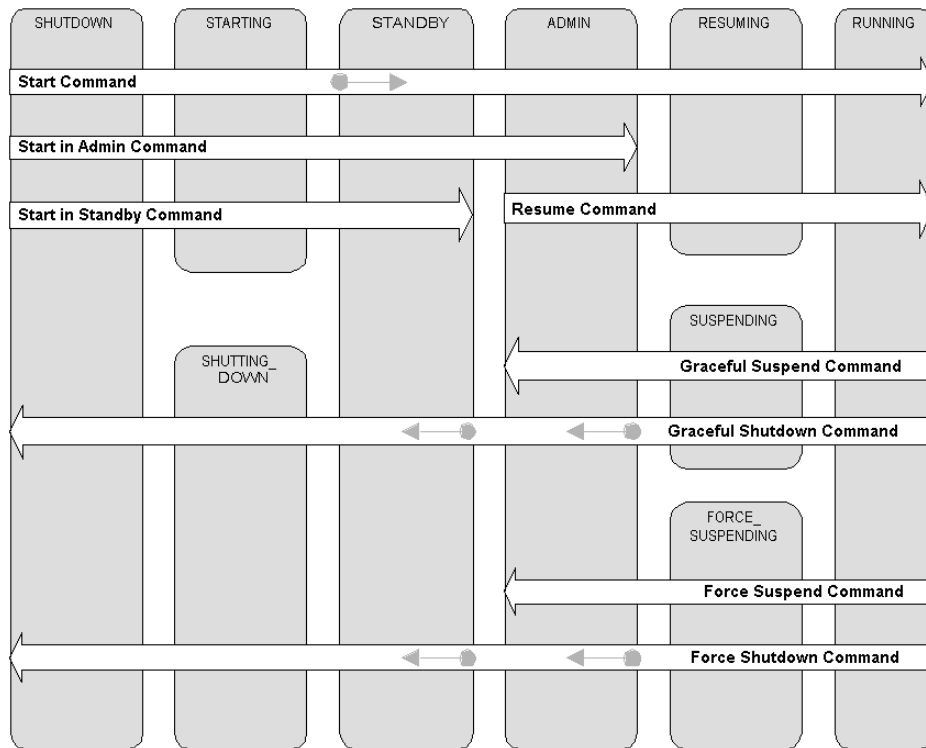 SHUTDOWN
STARTING
STANDBY
ADMIN
RESUMING
RUNNING
Start Command
Start in Admin Command
Start in Standby Command
Resume Command
SUSPENDING
SHUTTING_
DOWN
Graceful Suspend Command
Graceful Shutdown Command
FORCE_
SUSPENDING
Force Suspend Command
Force Shutdown Command